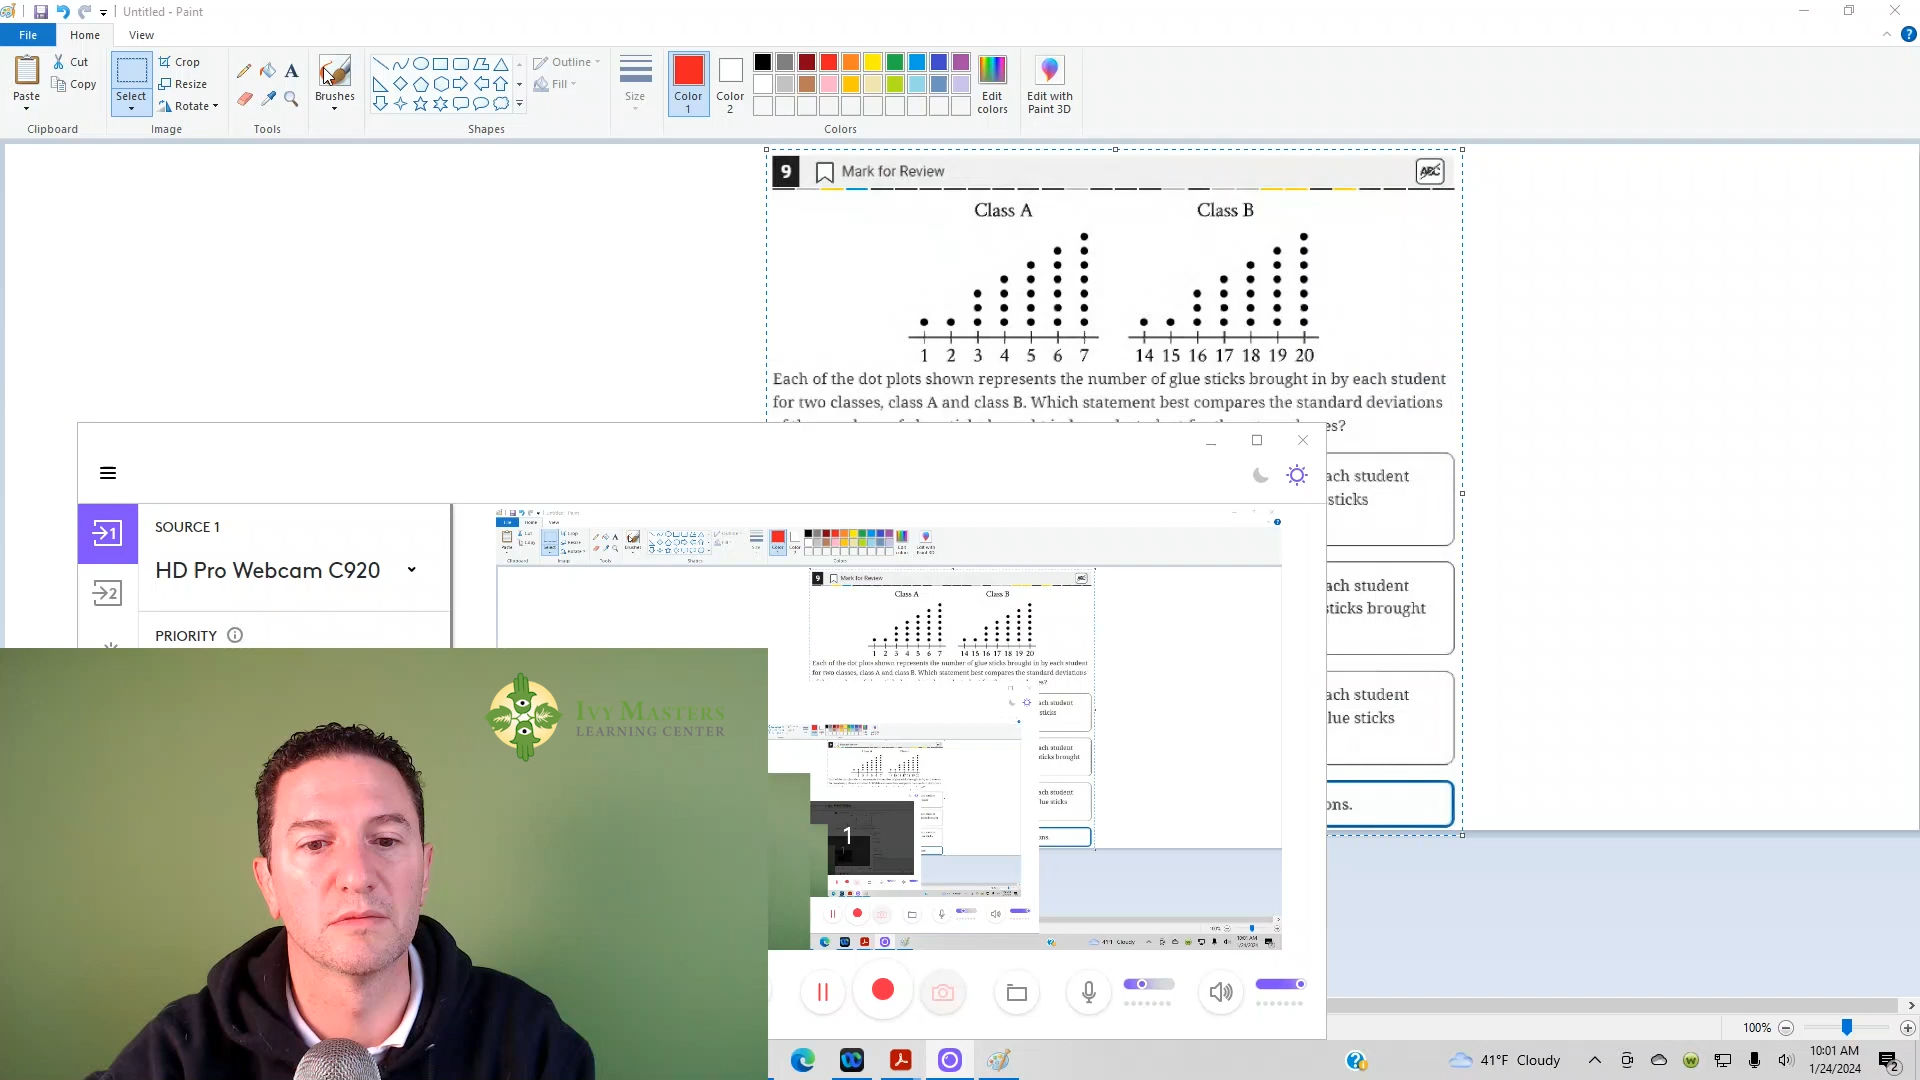 Untitled - Paint
File Home View
Paste
Cut
Copy
Clipboard
Select
Crop
Resize
Rotate
Image
Tools
Brushes
Shapes
Outline
Fill
Size
Color 1
Color 2
Edit colors
Colors
Edit with Paint 3D
9 Mark for Review ABC
Class A Class B
1 2 3 4 5 6 7 14 15 16 17 18 19 20
Each of the dot plots shown represents the number of glue sticks brought in by each student
for two classes, class A and class B. Which statement best compares the standard deviations
es?
ach student
sticks
ach student
ticks brought
ach student
lue sticks
ons.
SOURCE 1
HD Pro Webcam C920
PRIORITY
IVY MASTERS
LEARNING CENTER
1
100%
41°F Cloudy
10:01 AM
1/24/2024
2